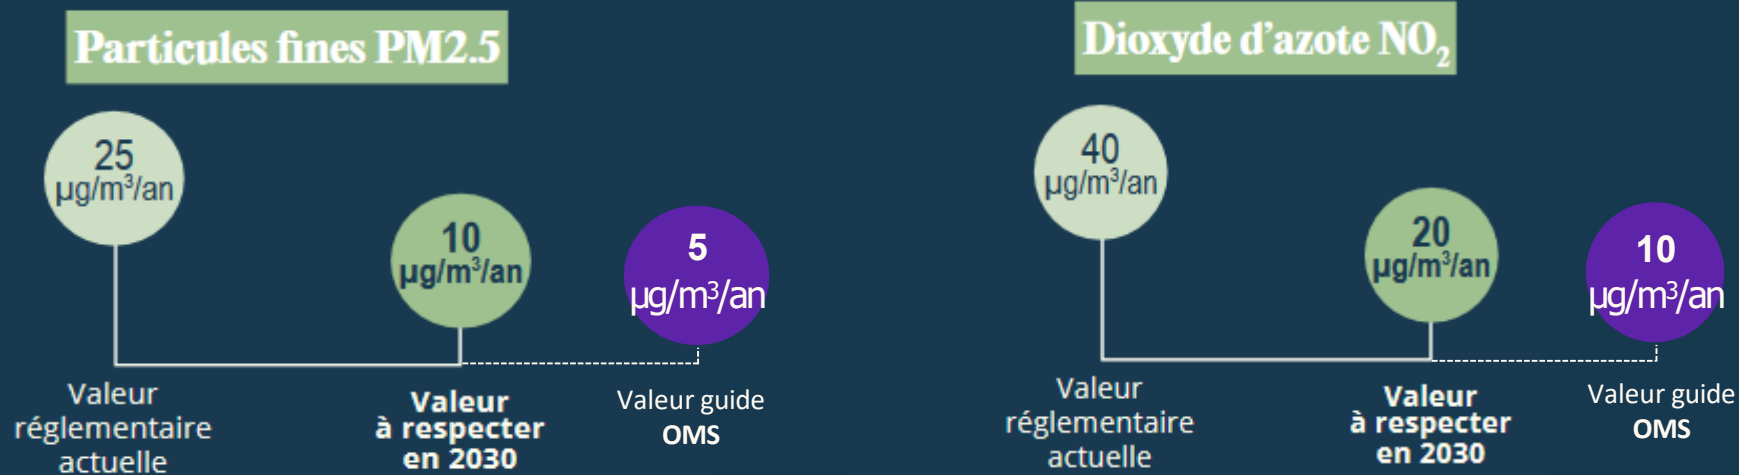 Particules fines PM2.5
25
µg/m³/an
10
µg/m³/an
5
µg/m³/an
Valeur
réglementaire
actuelle
Valeur
à respecter
en 2030
Valeur guide
OMS
Dioxyde d'azote NO₂
40
µg/m³/an
20
µg/m³/an
10
µg/m³/an
Valeur
réglementaire
actuelle
Valeur
à respecter
en 2030
Valeur guide
OMS